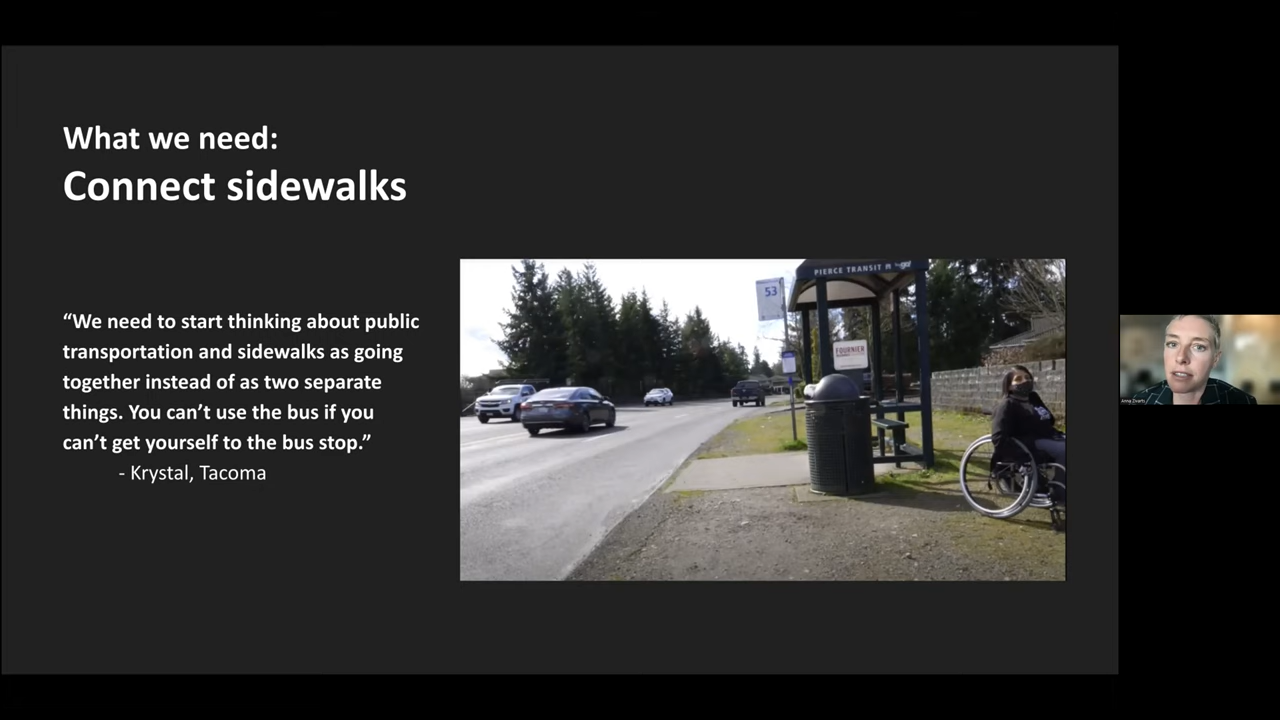 What we need:
Connect sidewalks
“We need to start thinking about public
transportation and sidewalks as going
together instead of as two separate
things. You can’t use the bus if you
can’t get yourself to the bus stop.”
- Krystal, Tacoma
53
PIERCE TRANSIT
FOURNIER